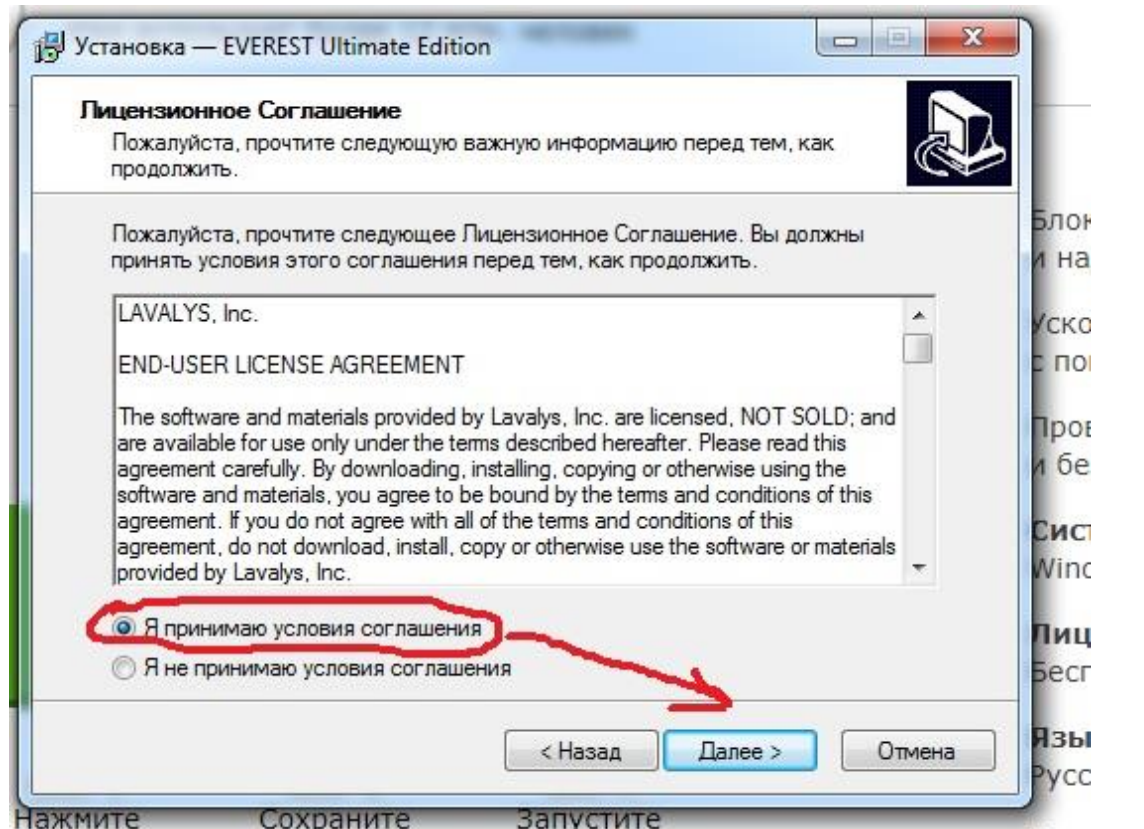 Установка — EVEREST Ultimate Edition
Лицензионное Соглашение
Пожалуйста, прочтите следующую важную информацию перед тем, как
продолжить.
Пожалуйста, прочтите следующее Лицензионное Соглашение. Вы должны
принять условия этого соглашения перед тем, как продолжить.
LAVALYS, Inc.
END-USER LICENSE AGREEMENT
The software and materials provided by Lavalys, Inc. are licensed, NOT SOLD; and
are available for use only under the terms described hereafter. Please read this
agreement carefully. By downloading, installing, copying or otherwise using the
software and materials, you agree to be bound by the terms and conditions of this
agreement. If you do not agree with all of the terms and conditions of this
agreement, do not download, install, copy or otherwise use the software or materials
provided by Lavalys, Inc.
Я принимаю условия соглашения
Я не принимаю условия соглашения
< Назад
Далее >
Отмена
Нажмите
Сохраните
Запустите